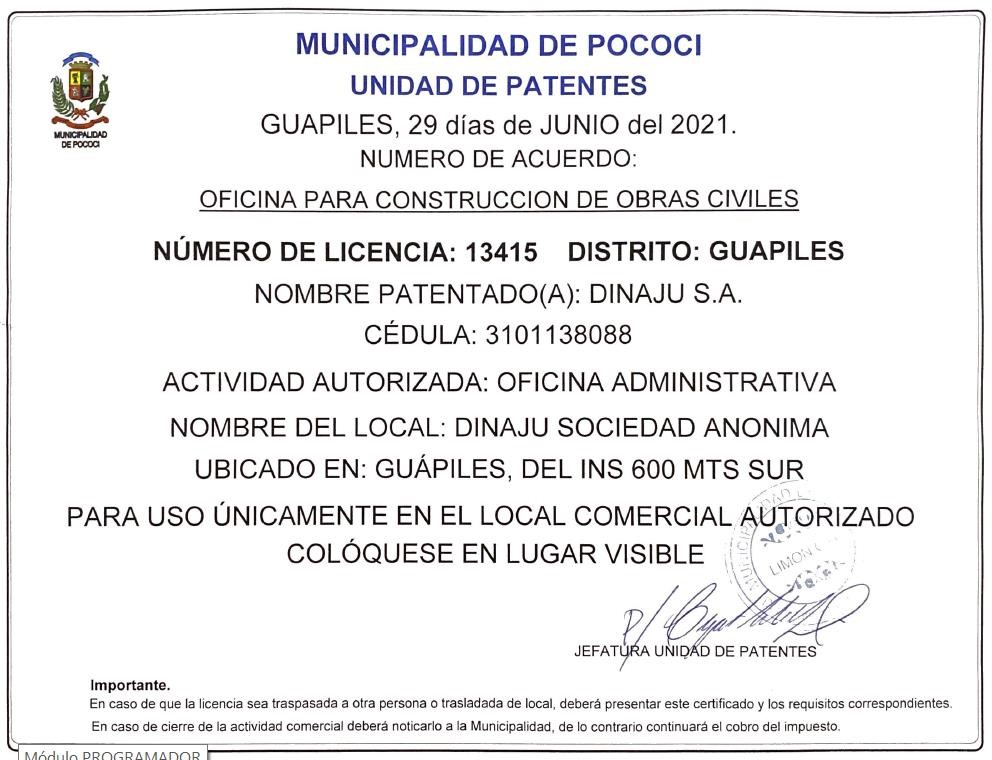 MUNICIPALIDAD DE POCOCI
UNIDAD DE PATENTES
GUAPILES, 29 días de JUNIO del 2021.
MUNICIPALIDAD
DE POCOCI
NUMERO DE ACUERDO:
OFICINA PARA CONSTRUCCION DE OBRAS CIVILES
NÚMERO DE LICENCIA: 13415 DISTRITO: GUAPILES
NOMBRE PATENTADO(A): DINAJU S.A.
CÉDULA: 3101138088
ACTIVIDAD AUTORIZADA: OFICINA ADMINISTRATIVA
NOMBRE DEL LOCAL: DINAJU SOCIEDAD ANONIMA
UBICADO EN: GUÁPILES, DEL INS 600 MTS SUR
PARA USO ÚNICAMENTE EN EL LOCAL COMERCIAL AUTORIZADO
COLÓQUESE EN LUGAR VISIBLE
LIMON
JEFATURA UNIDAD DE PATENTES
Importante.
En caso de que la licencia sea traspasada a otra persona o trasladada de local, deberá presentar este certificado y los requisitos correspondientes.
En caso de cierre de la actividad comercial deberá noticarlo a la Municipalidad, de lo contrario continuará el cobro del impuesto.
Módulo PROGRAMADOR